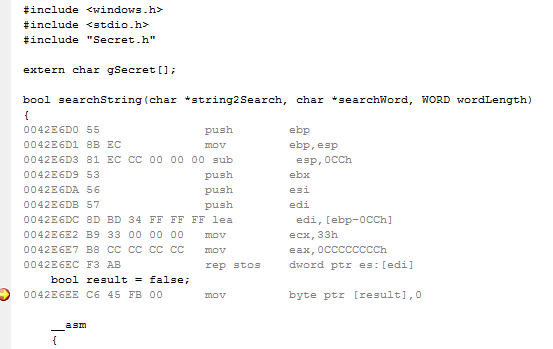 #include <windows.h>
#include <stdio.h>
#include "Secret.h"
extern char gSecret[];
bool searchString(char *string2Search, char *searchWord, WORD wordLength)
{
0042E6D0 55 push ebp
0042E6D1 8B EC mov ebp,esp
0042E6D3 81 EC CC 00 00 00 sub esp,0CCh
0042E6D9 53 push ebx
0042E6DA 56 push esi
0042E6DB 57 push edi
0042E6DC 8D BD 34 FF FF FF lea edi,[ebp-0CCh]
0042E6E2 B9 33 00 00 00 mov ecx,33h
0042E6E7 B8 CC CC CC CC mov eax,0CCCCCCCCh
0042E6EC F3 AB rep stos dword ptr es:[edi]
bool result = false;
0042E6EE C6 45 FB 00 mov byte ptr [result],0
__asm
{